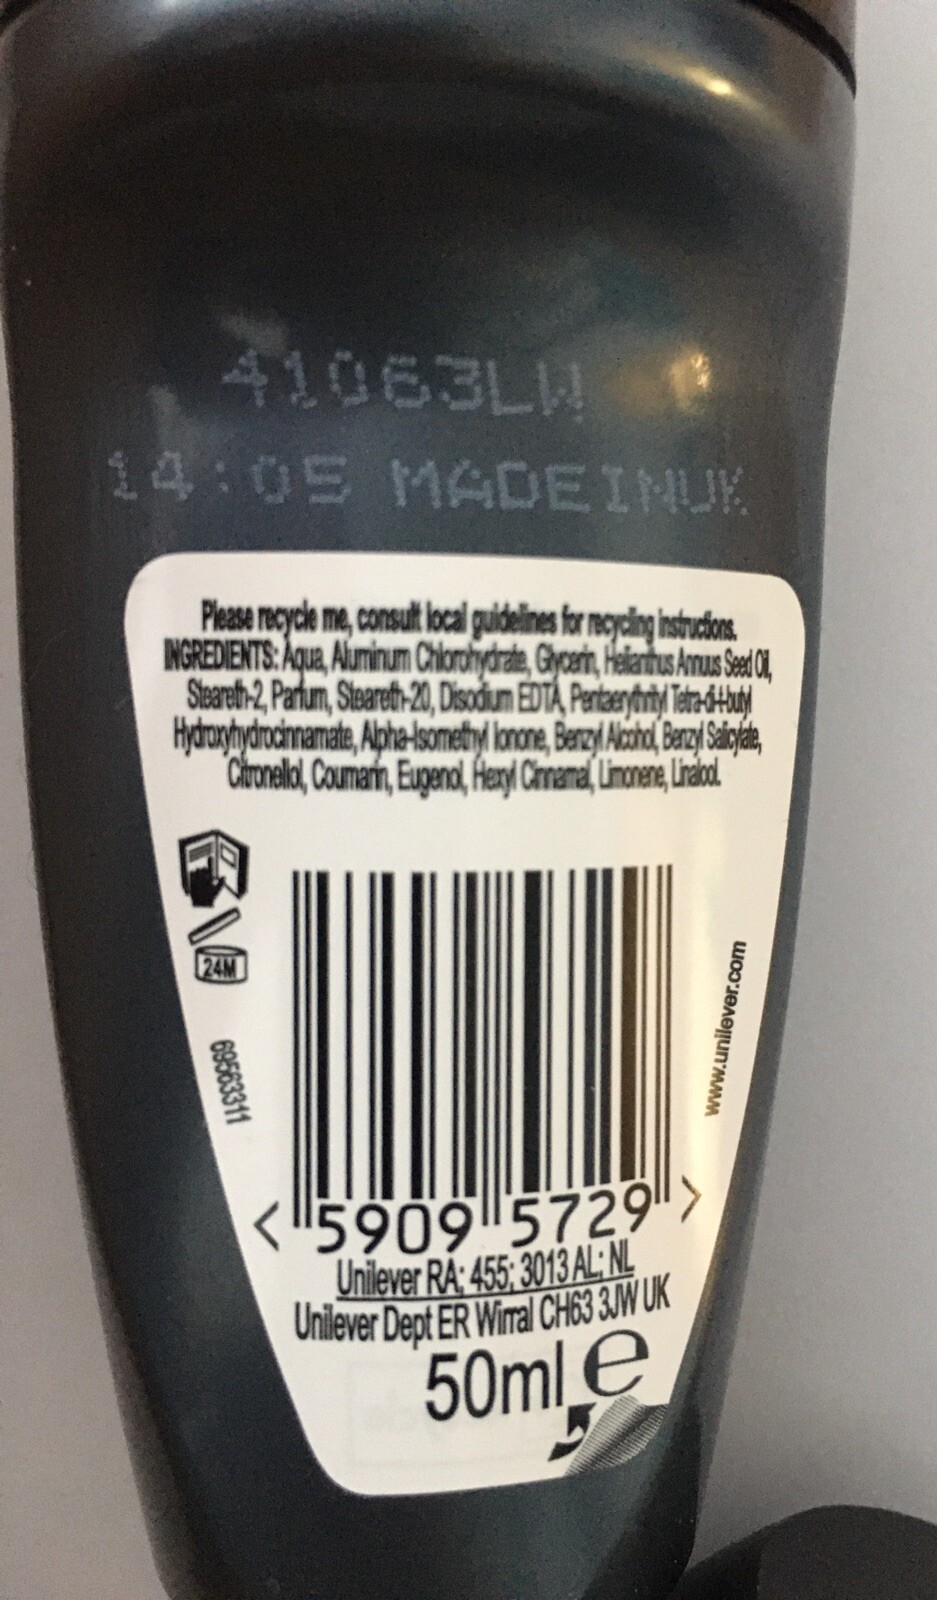 41063LW
14:05 MADEINUK
Please recycle me, consult local guidelines for recycling instructions.
INGREDIENTS: Aqua, Aluminum Chlorohydrate, Glycerin, Helianthus Annuus Seed Oil,
Steareth-2, Parfum, Steareth-20, Disodium EDTA, Pentaerythrityl Tetra-di-t-butyl
Hydroxyhydrocinnamate, Alpha-Isomethyl Ionone, Benzyl Alcohol, Benzyl Salicylate,
Citronellol, Coumarin, Eugenol, Hexyl Cinnamal, Limonene, Linalool.
24M
69563311
www.unilever.com
< 5909 5729 >
Unilever RA; 455; 3013 AL; NL
Unilever Dept ER Wirral CH63 3JW UK
50ml e